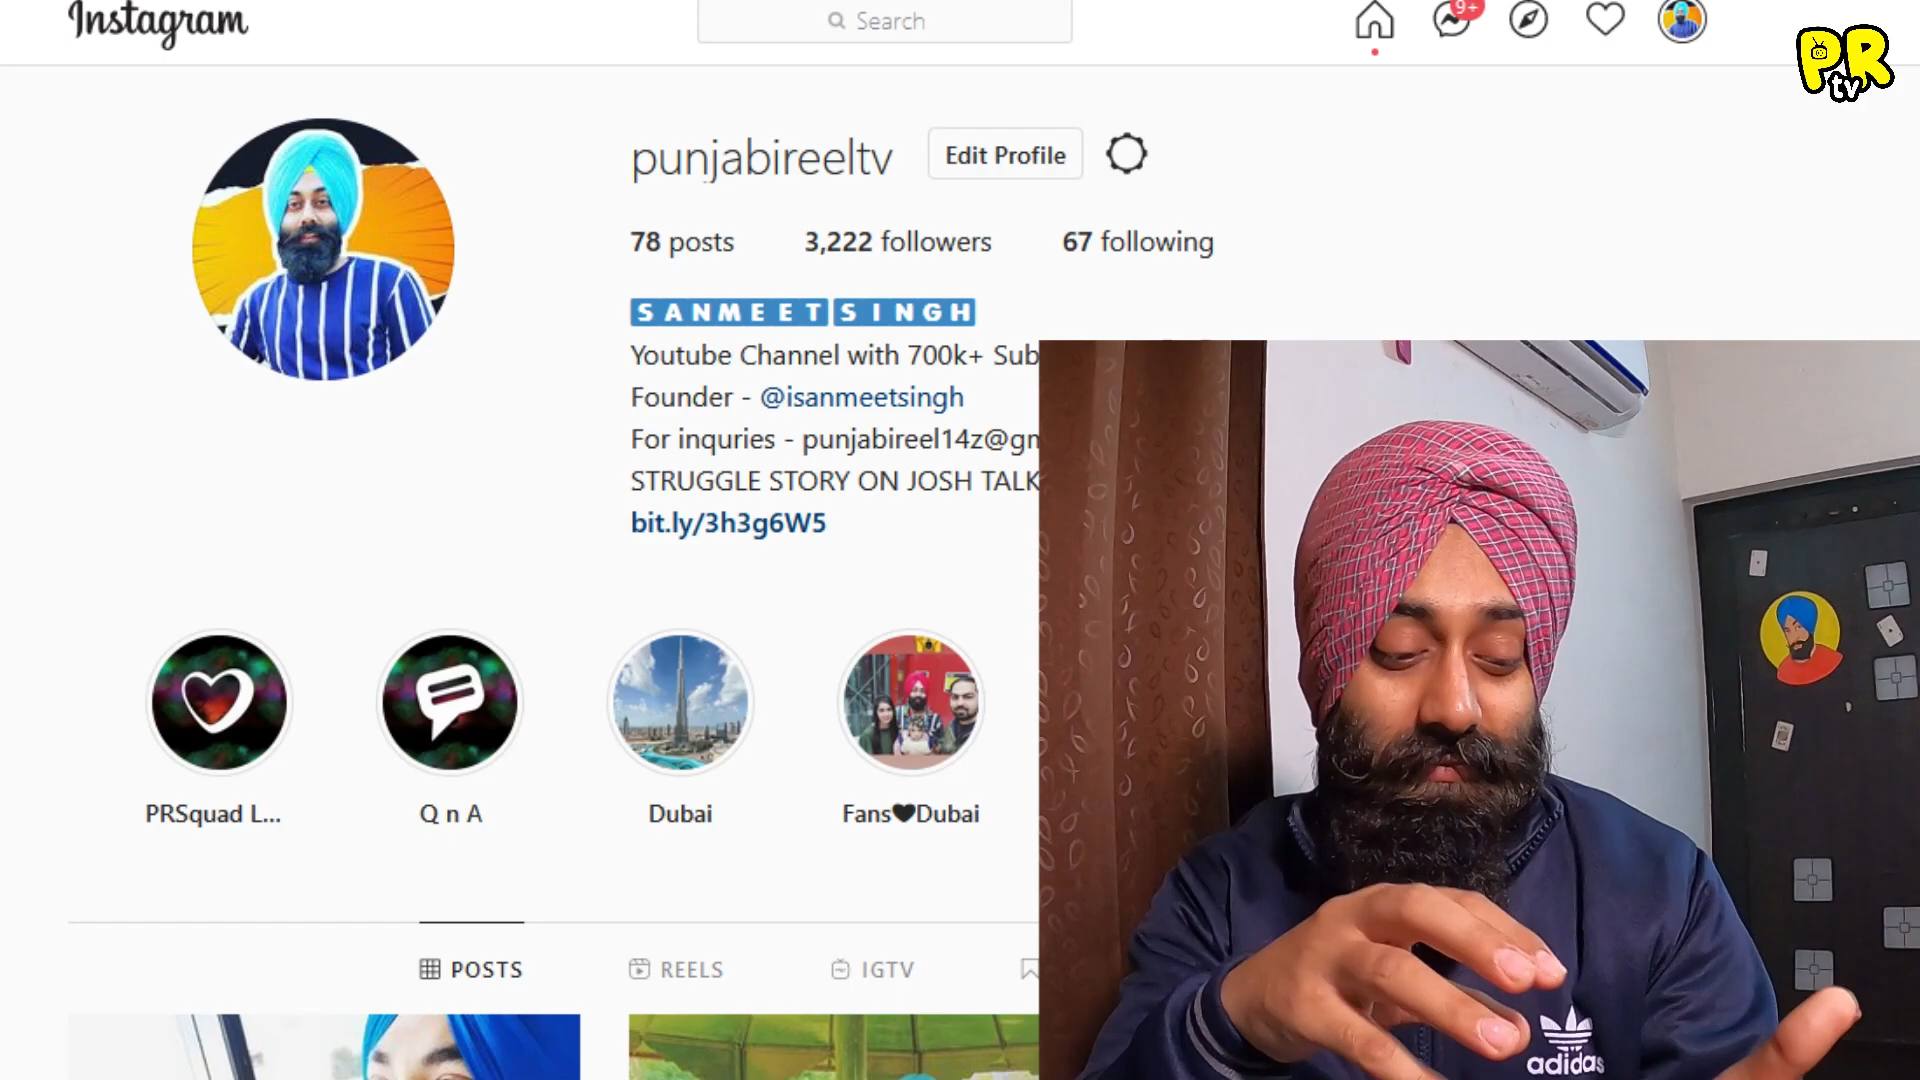 Instagram
Search
9+
PR
tv
punjabireeltv
Edit Profile
78 posts 3,222 followers 67 following
SANMEET SINGH
Youtube Channel with 700k+ Sub
Founder - @isanmeetsingh
For inquries - punjabireel14z@gm
STRUGGLE STORY ON JOSH TALK
bit.ly/3h3g6W5
PRSquad L...
Q n A
Dubai
Fans🖤Dubai
POSTS
REELS
IGTV
adidas